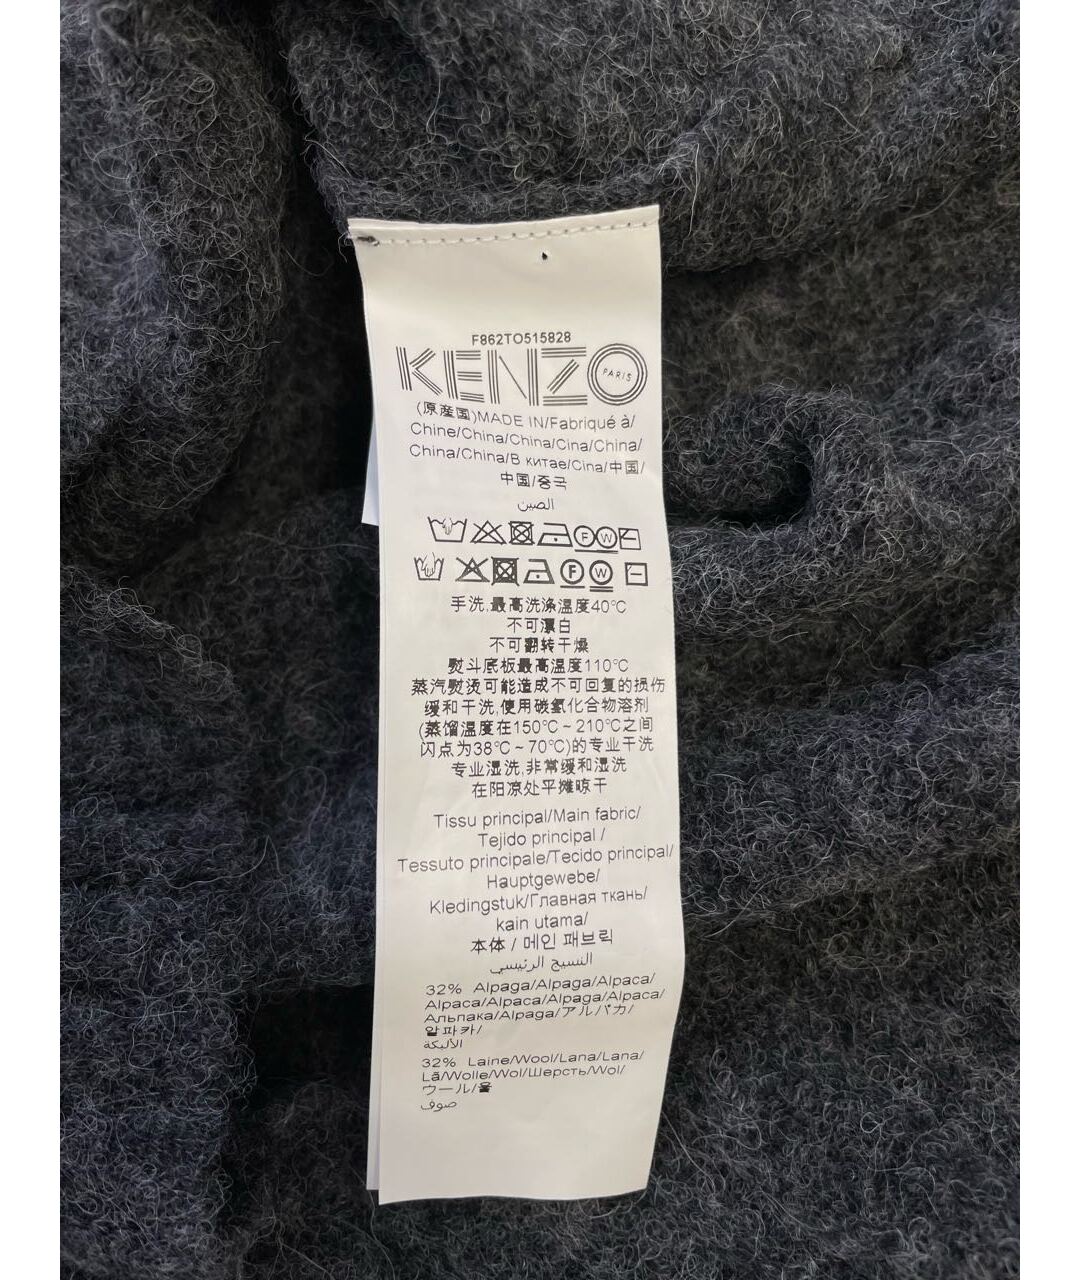 F862TO515828
KENZO
PARIS
(原産国)MADE IN/Fabriqué à/
Chine/China/China/Cina/China/
China/China/В китае/Cina/中国/
中国/중국
الصين
F W
F W
手洗,最高洗涤温度40℃
不可漂白
不可翻转干燥
熨斗底板最高温度110℃
蒸汽熨烫可能造成不可回复的损伤
缓和干洗,使用碳氢化合物溶剂
(蒸馏温度在150℃~210℃之间
闪点为38℃~70℃)的专业干洗
专业湿洗,非常缓和湿洗
在阳凉处平摊晾干
Tissu principal/Main fabric/
Tejido principal /
Tessuto principale/Tecido principal/
Hauptgewebe/
Kledingstuk/Главная ткань/
kain utama/
本体 / 메인 패브릭
النسيج الرئيسي
32% Alpaga/Alpaga/Alpaca/
Alpaca/Alpaca/Alpaga/Alpaca/
Альпака/Alpaga/アルパカ/
알파카/
الألبكة
32% Laine/Wool/Lana/Lana/
Lã/Wolle/Wol/Шерсть/Wol/
ウール/울
صوف